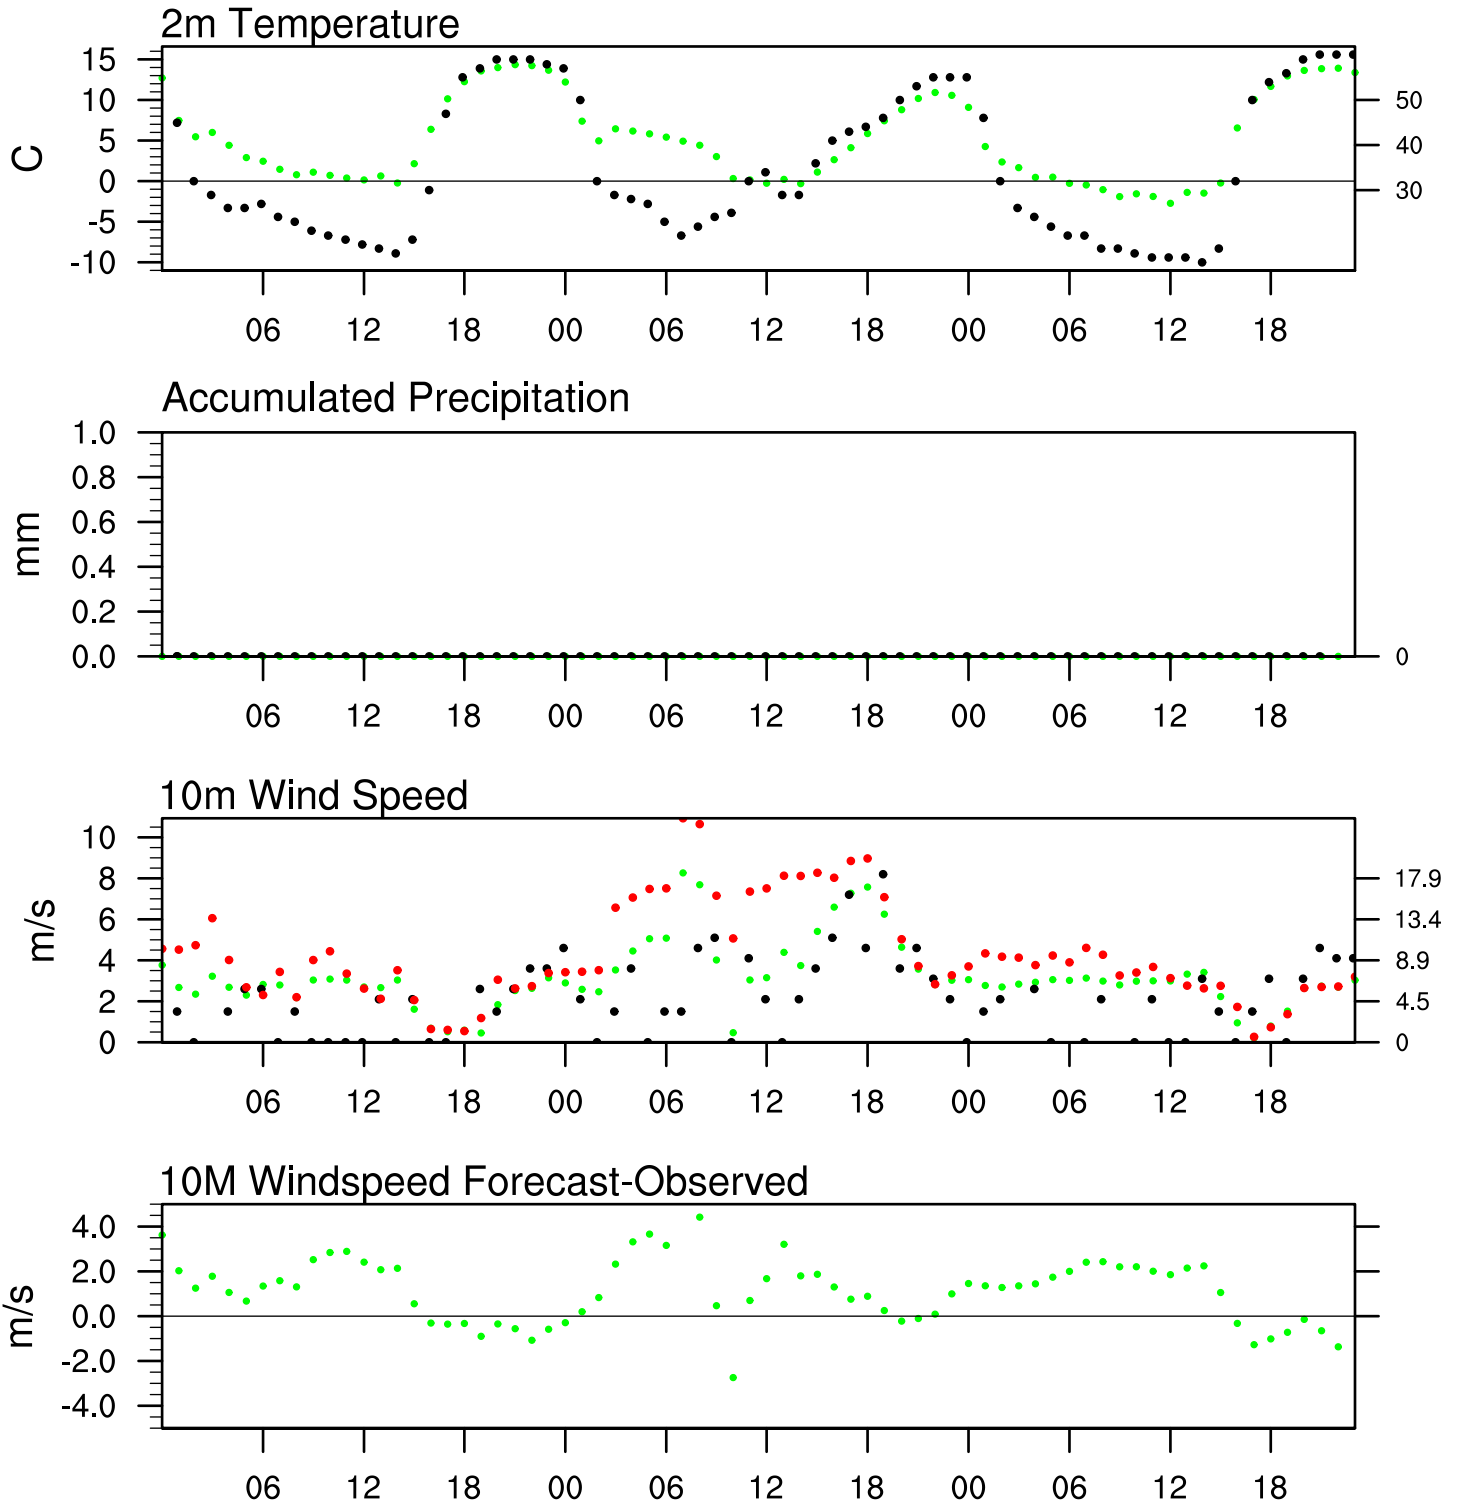 2m Temperature
15
10
5
0
-5
-10
C
50
40
30
06 12 18 00 06 12 18 00 06 12 18
Accumulated Precipitation
1.0
0.8
0.6
0.4
0.2
0.0
mm
0
06 12 18 00 06 12 18 00 06 12 18
10m Wind Speed
10
8
6
4
2
0
m/s
17.9
13.4
8.9
4.5
0
06 12 18 00 06 12 18 00 06 12 18
10M Windspeed Forecast-Observed
4.0
2.0
0.0
-2.0
-4.0
m/s
06 12 18 00 06 12 18 00 06 12 18